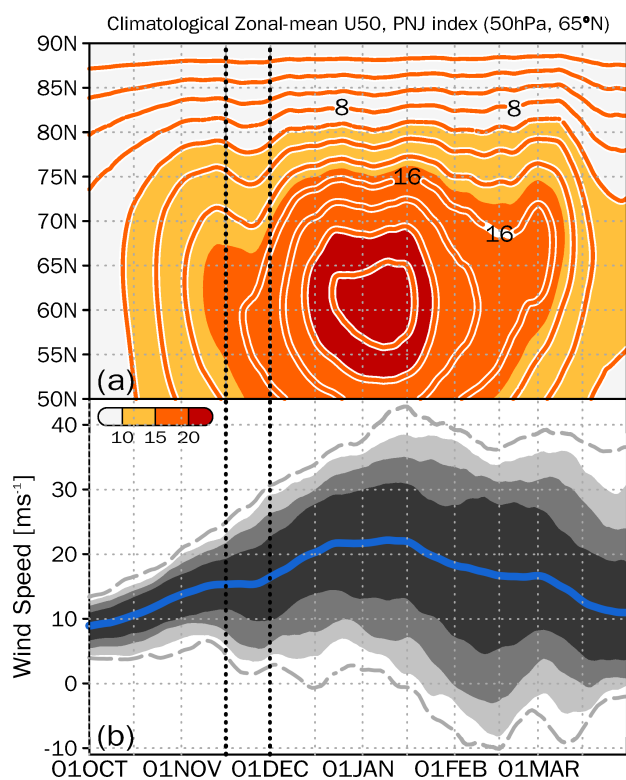 Climatological Zonal-mean U50, PNJ index (50hPa, 65°N)
90N
85N
80N
75N
70N
65N
60N
55N
50N
8
8
16
16
(a)
10 15 20
40
30
20
10
0
-10
Wind Speed [ms⁻¹]
(b)
01OCT 01NOV 01DEC 01JAN 01FEB 01MAR